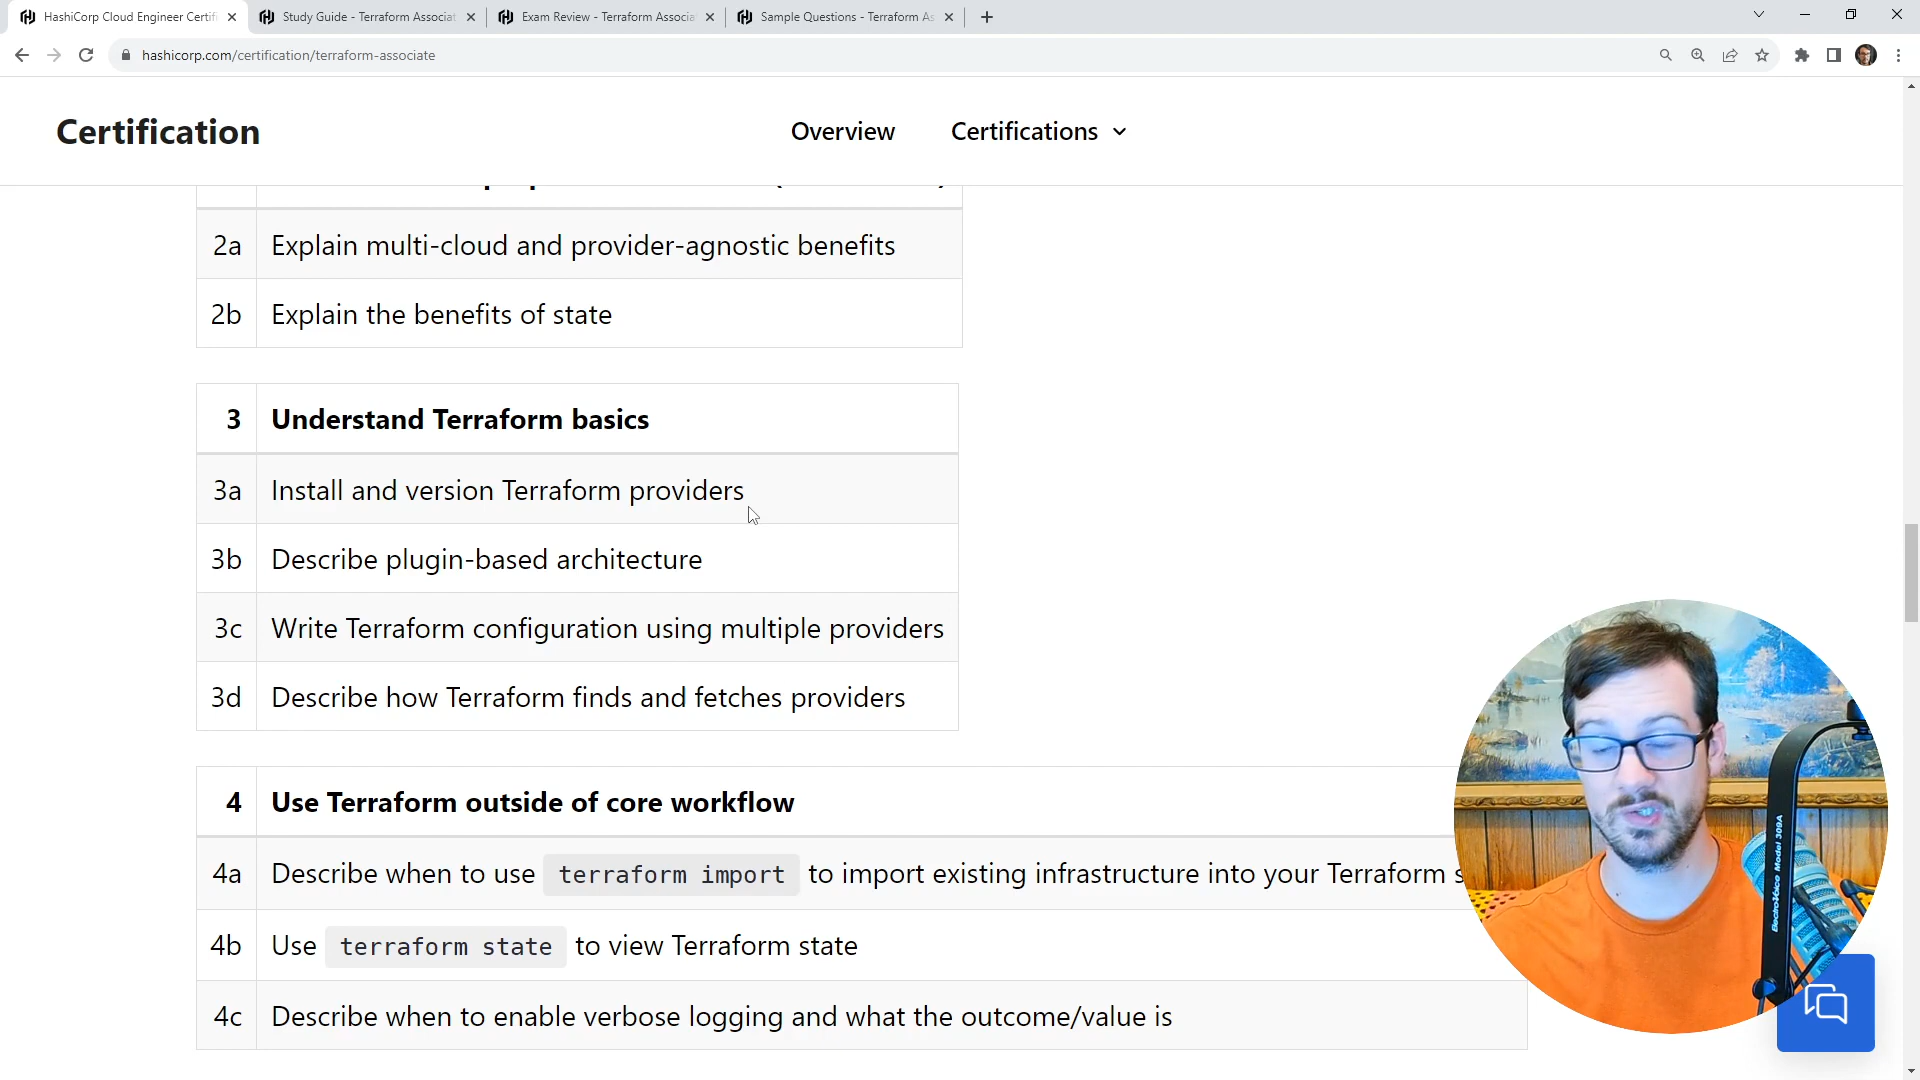 HashiCorp Cloud Engineer Certifi
Study Guide - Terraform Associat
Exam Review - Terraform Associa
Sample Questions - Terraform As
hashicorp.com/certification/terraform-associate
Certification
Overview
Certifications
2a Explain multi-cloud and provider-agnostic benefits
2b Explain the benefits of state
3 Understand Terraform basics
3a Install and version Terraform providers
3b Describe plugin-based architecture
3c Write Terraform configuration using multiple providers
3d Describe how Terraform finds and fetches providers
4 Use Terraform outside of core workflow
4a Describe when to use terraform import to import existing infrastructure into your Terraform s
4b Use terraform state to view Terraform state
4c Describe when to enable verbose logging and what the outcome/value is
ElectroVoice Model 309A